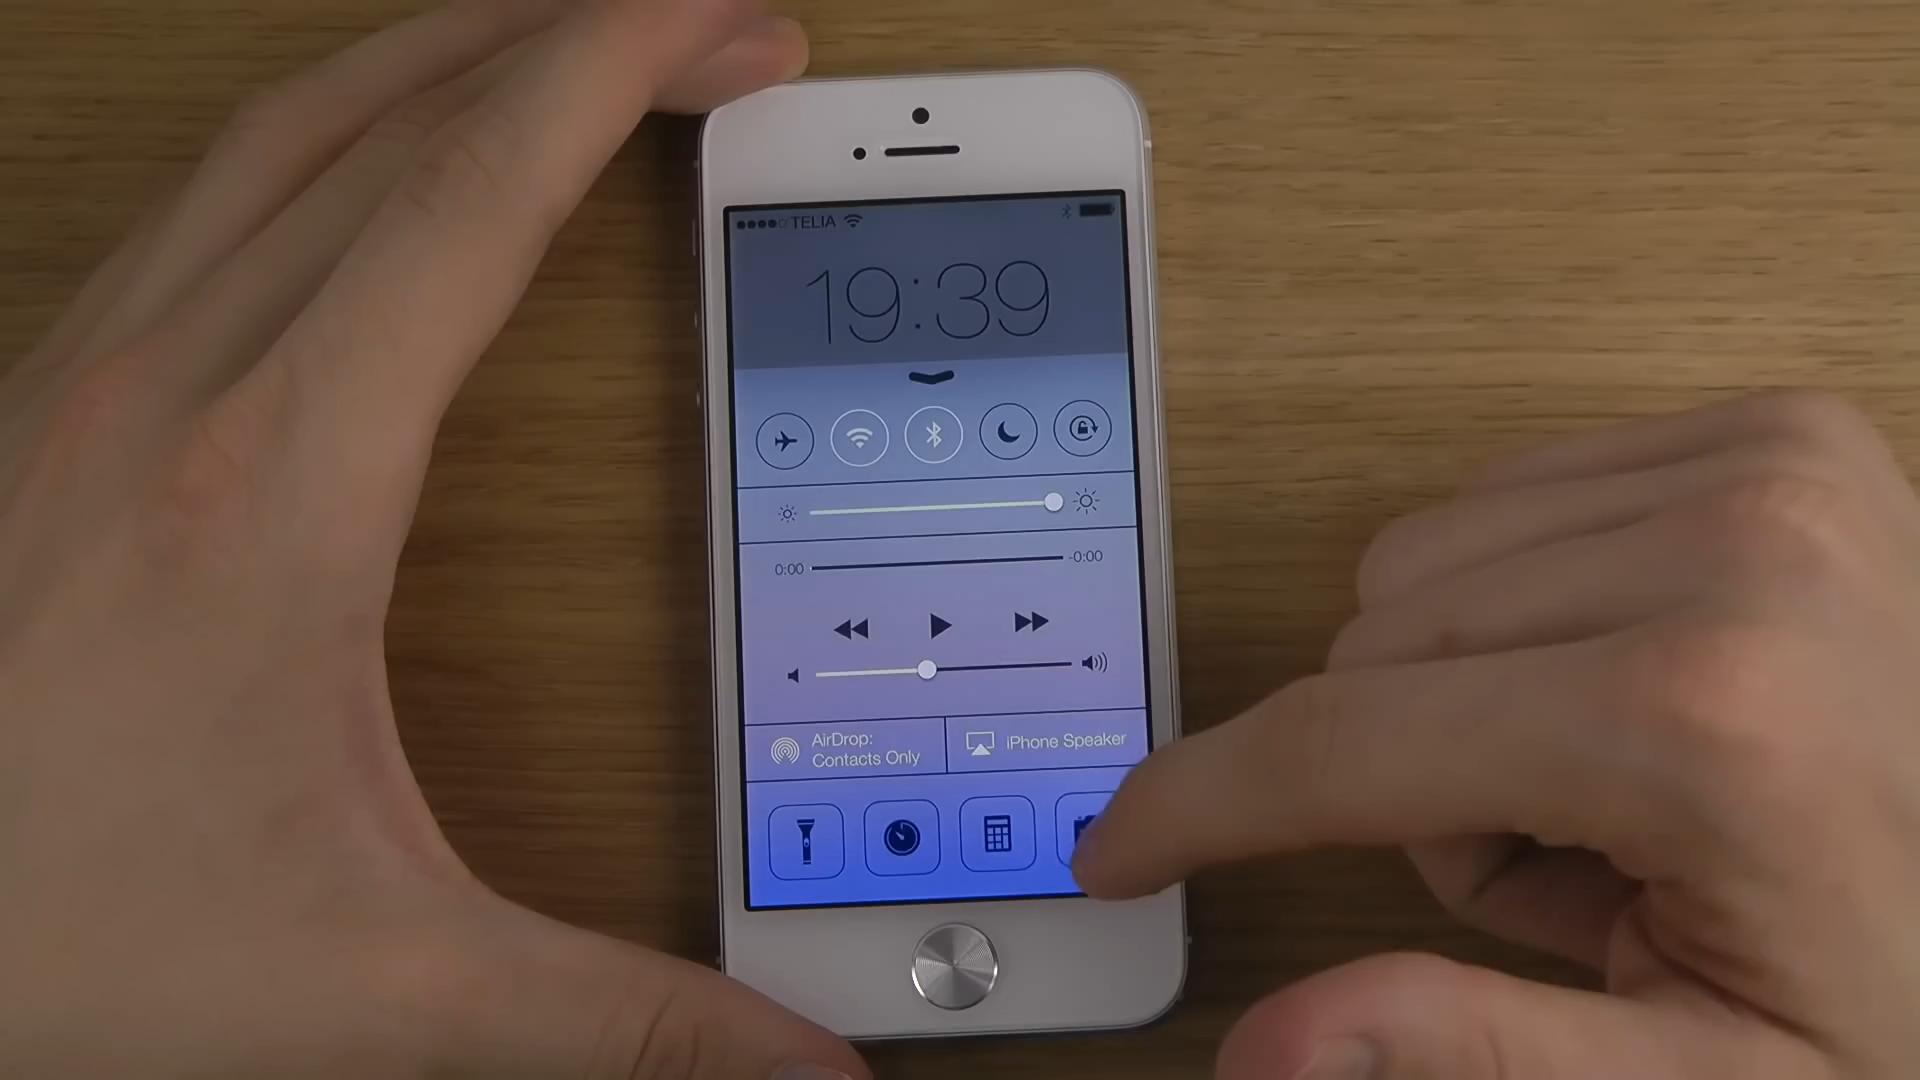 TELIA
19:39
0:00
-0:00
AirDrop:
Contacts Only
iPhone Speaker